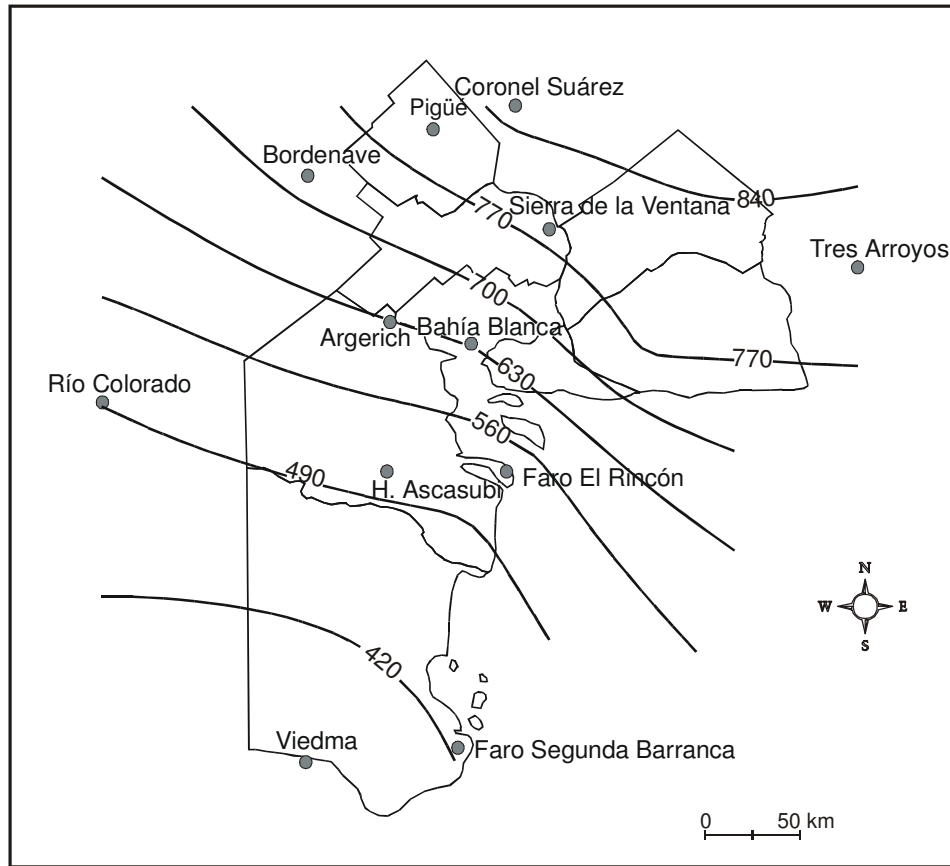 Coronel Suárez
Pigüé
Bordenave
770
Sierra de la Ventana
840
Tres Arroyos
700
Argerich
Bahía Blanca
630
770
Río Colorado
560
490
H. Ascasubi
Faro El Rincón
N
W
E
S
420
Viedma
Faro Segunda Barranca
0
50 km